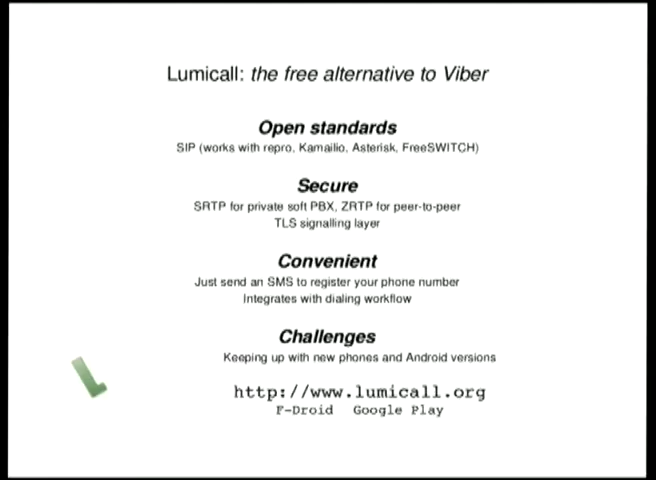 Lumicall: the free alternative to Viber
Open standards
SIP (works with repro, Kamailio, Asterisk, FreeSWITCH)
Secure
SRTP for private soft PBX, ZRTP for peer-to-peer
TLS signalling layer
Convenient
Just send an SMS to register your phone number
Integrates with dialing workflow
Challenges
Keeping up with new phones and Android versions
http://www.lumicall.org
F-Droid Google Play